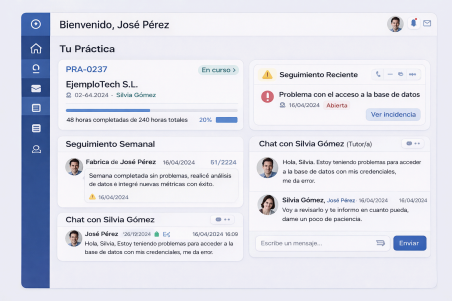 Bienvenido, José Pérez
Tu Práctica
PRA-0237
En curso >
EjemploTech S.L.
02-64.2024 · Silvia Gómez
48 horas completadas de 240 horas totales
20%
Seguimiento Reciente
Problema con el acceso a la base de datos
16/04/2024 Abierta
Ver incidencia
Seguimiento Semanal
Fabrica de José Pérez 16/04/2024
Semana completada sin problemas, realicé análisis
de datos e integré nuevas métricas con éxito.
16/04/2024
Chat con Silvia Gómez
José Pérez
16/04/2024 16:09
Hola, Silvia, Estoy teniendo problemas para acceder a la
base de datos con mis credenciales, me da error.
Chat con Silvia Gómez (Tutor/a)
Hola, Silvia. Estoy teniendo problemas para acceder
a la base de datos con mis credenciales,
me da error.
Silvia Gómez, José Pérez 16/04/2024 16/04/2024
Voy a revisarlo y te informo en cuanto pueda,
dame un poco de paciencia.
Escribe un mensaje...
Enviar